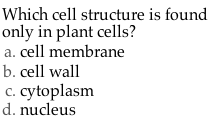 Which cell structure is found
only in plant cells?
a. cell membrane
b. cell wall
c. cytoplasm
d. nucleus